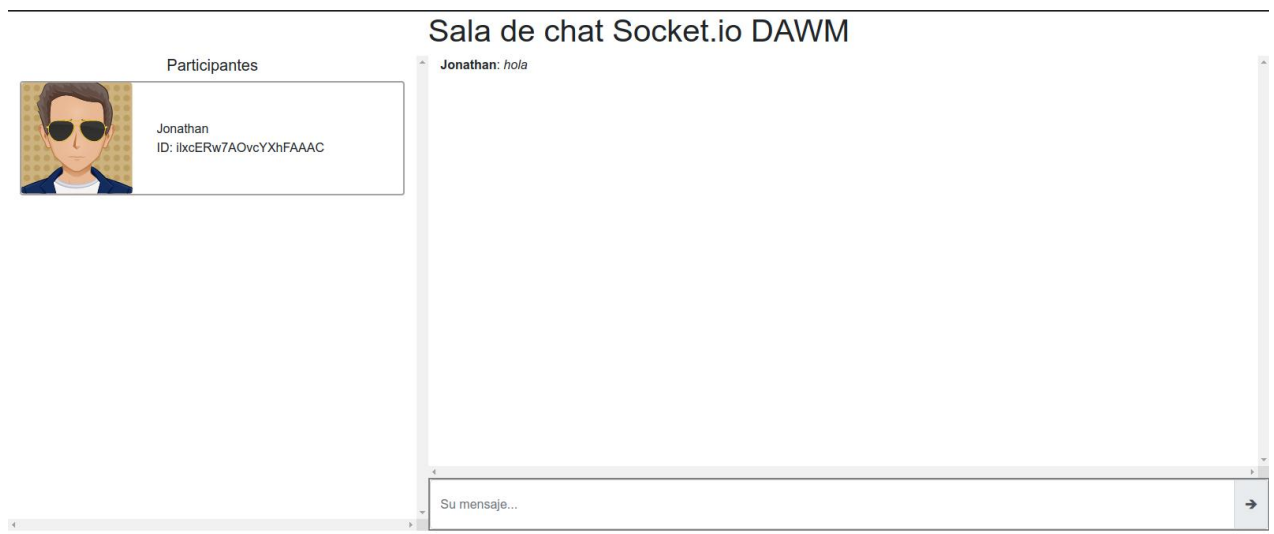 Sala de chat Socket.io DAWM
Participantes
Jonathan
ID: ilxcERw7AOvcYXhFAAAC
Jonathan: hola
Su mensaje...